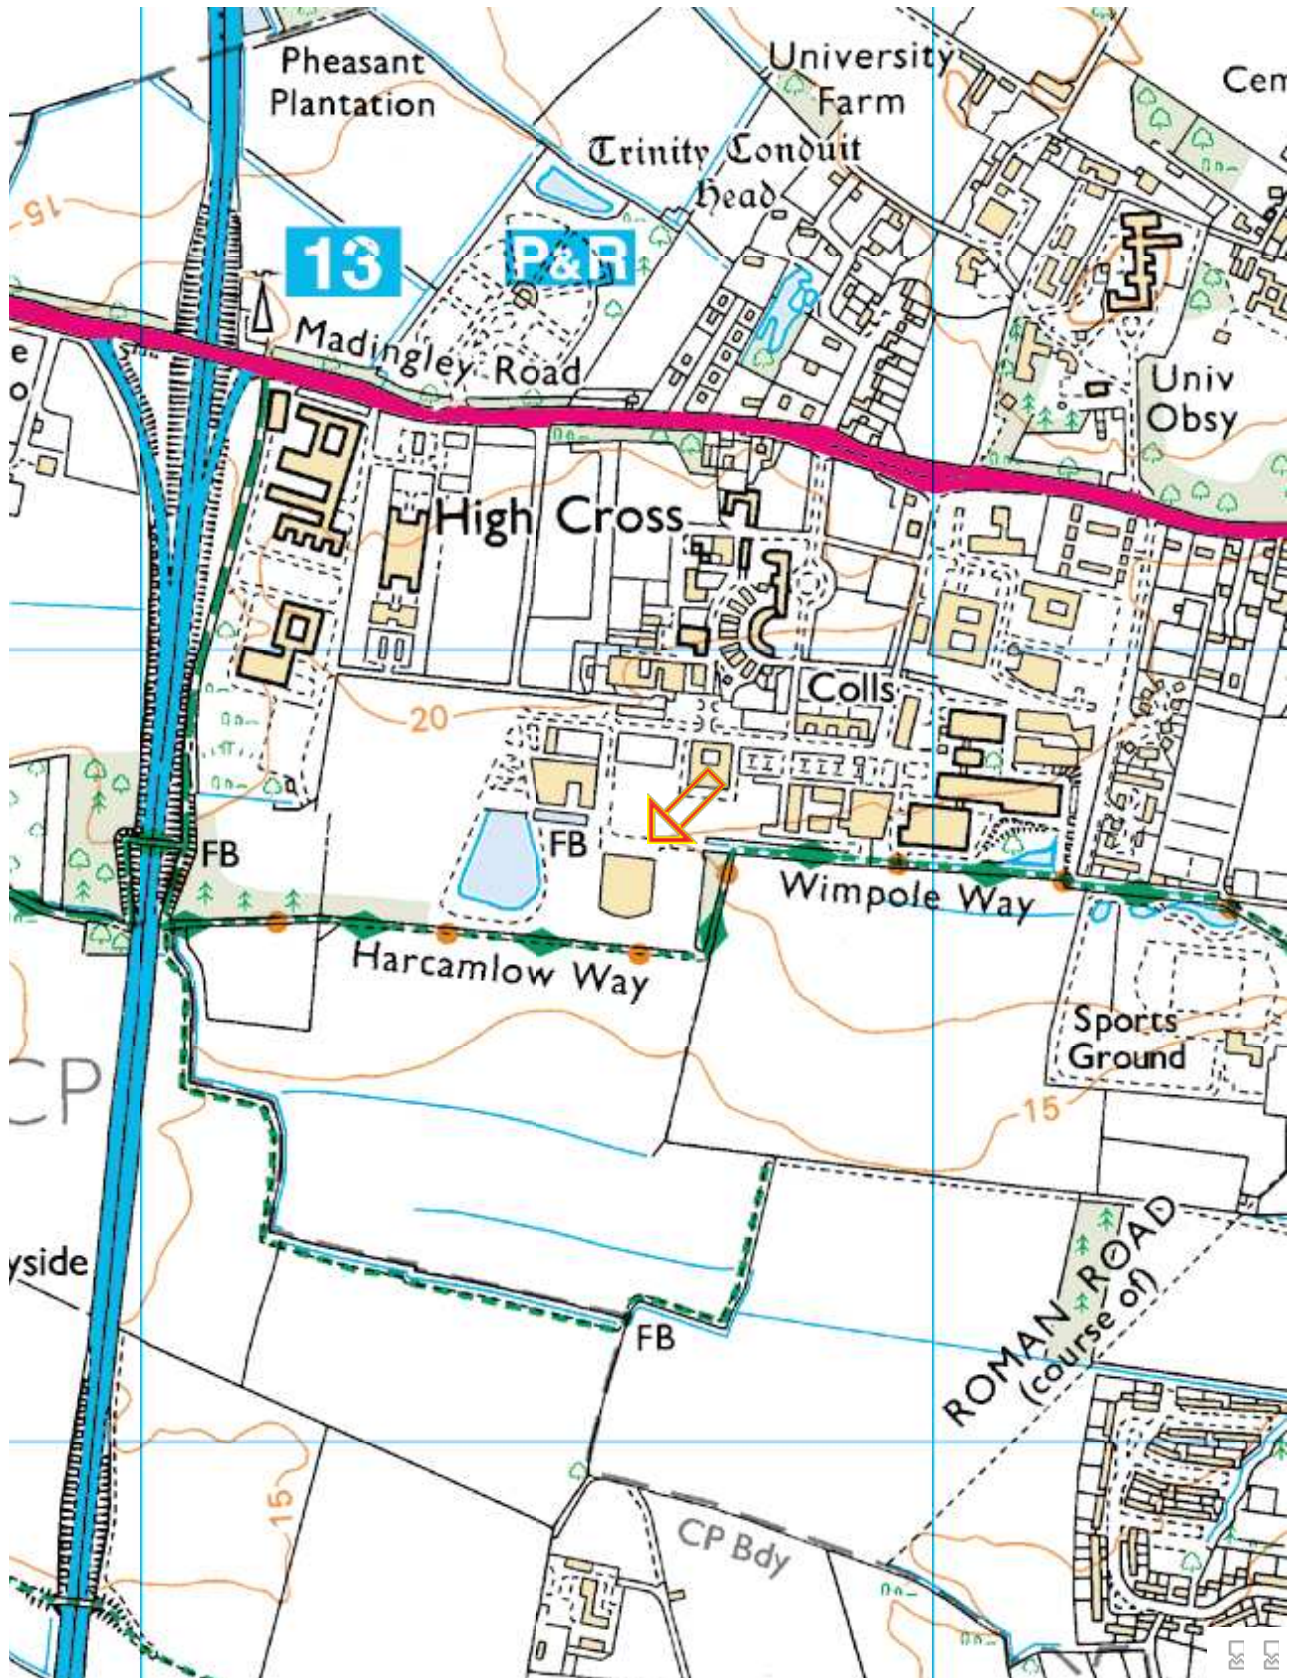 Pheasant
Plantation
University
Farm
Cem
Trinity Conduit
Head
15
13
P&R
Madingley Road
e
o
Univ
Obsy
High Cross
Colls
20
FB
FB
Wimpole Way
Harcamlow Way
Sports
Ground
CP
15
yside
ROMAN ROAD
(course of)
FB
15
CP Bdy